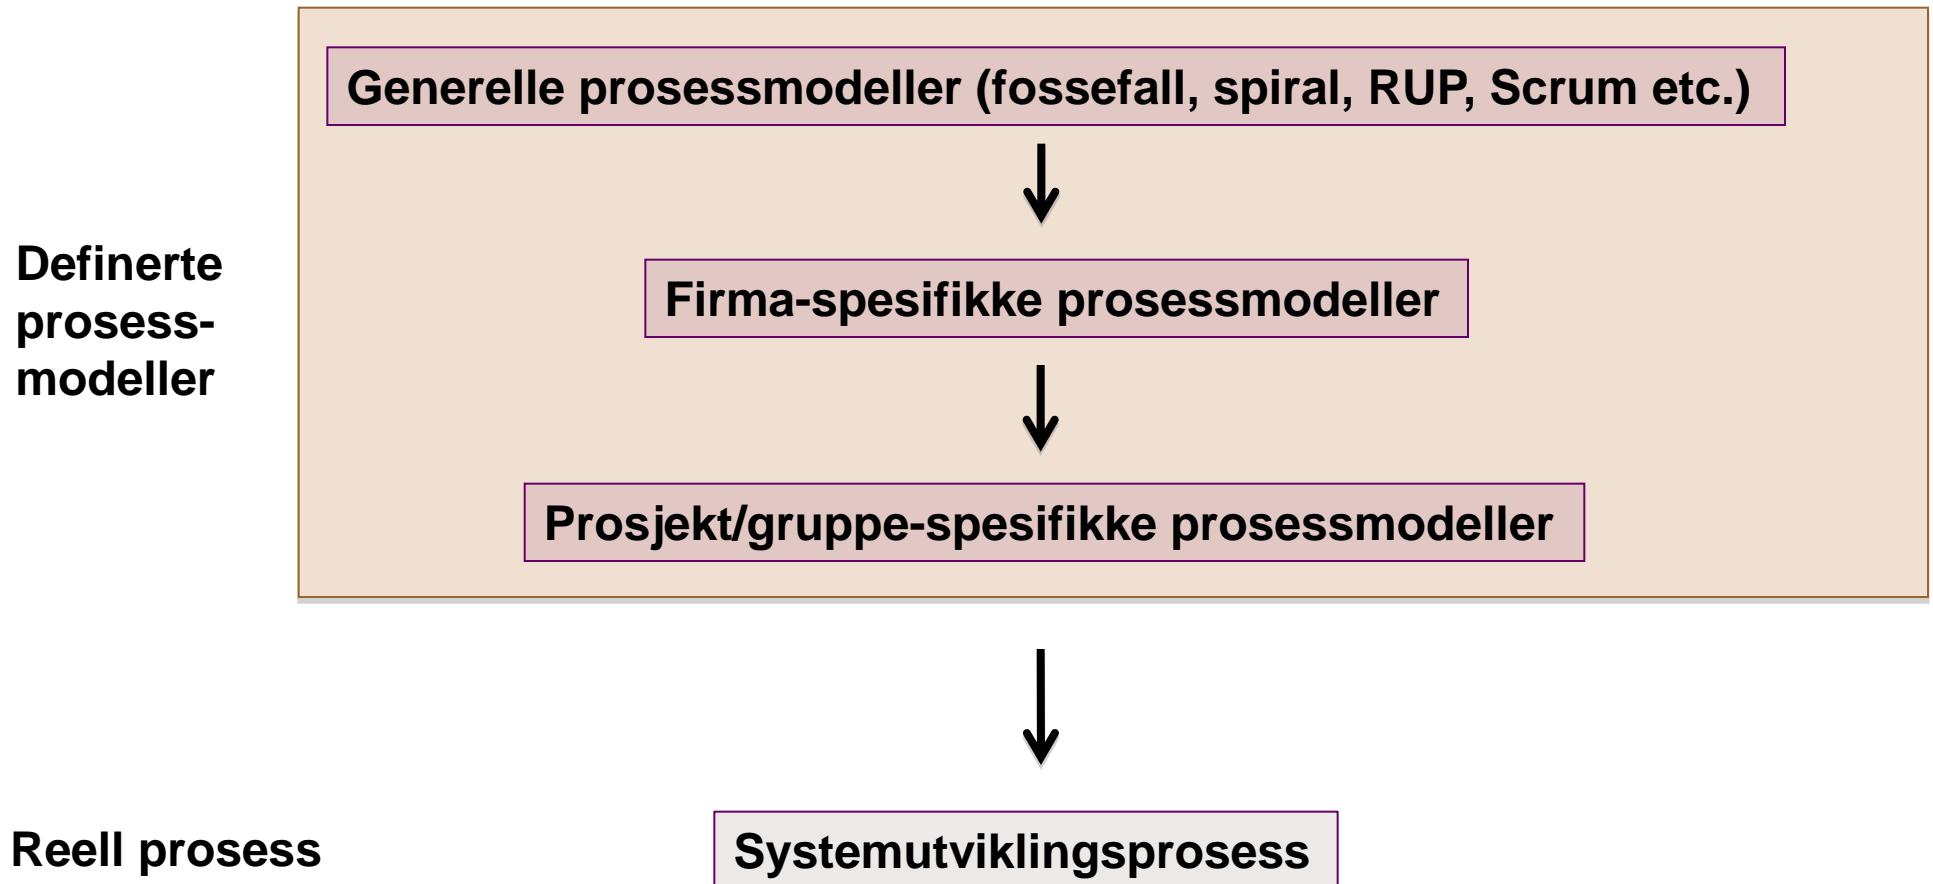 Generelle prosessmodeller (fossefall, spiral, RUP, Scrum etc.)
Definerte
prosess-
modeller
Firma-spesifikke prosessmodeller
Prosjekt/gruppe-spesifikke prosessmodeller
Reell prosess
Systemutviklingsprosess